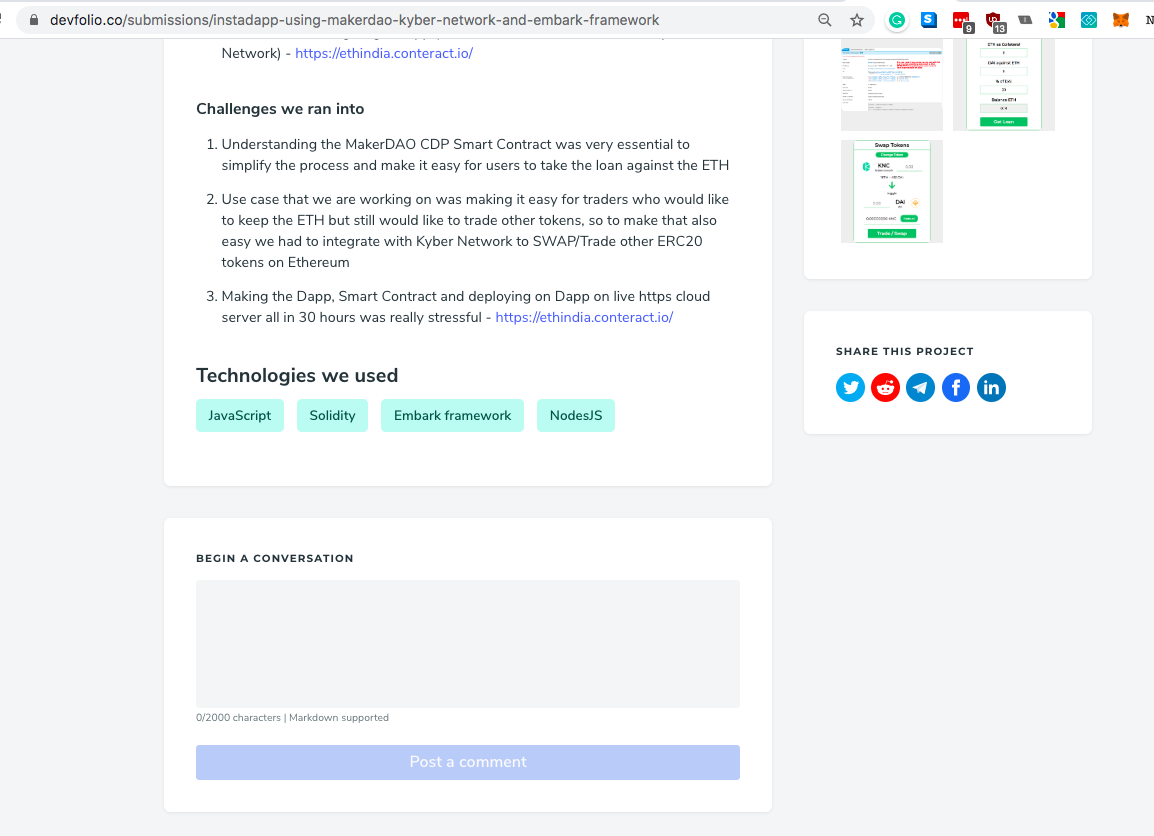 devfolio.co/submissions/instadapp-using-makerdao-kyber-network-and-embark-framework
9
13
Network) - https://ethindia.conteract.io/
Challenges we ran into
1. Understanding the MakerDAO CDP Smart Contract was very essential to
simplify the process and make it easy for users to take the loan against the ETH
2. Use case that we are working on was making it easy for traders who would like
to keep the ETH but still would like to trade other tokens, so to make that also
easy we had to integrate with Kyber Network to SWAP/Trade other ERC20
tokens on Ethereum
3. Making the Dapp, Smart Contract and deploying on Dapp on live https cloud
server all in 30 hours was really stressful - https://ethindia.conteract.io/
Technologies we used
JavaScript
Solidity
Embark framework
NodesJS
BEGIN A CONVERSATION
0/2000 characters | Markdown supported
Post a comment
ETH as Collateral
DAI against ETH
Balance ETH
Get Loan
Swap Tokens
KNC
0.00
0.00
DAI
Trade / Swap
SHARE THIS PROJECT